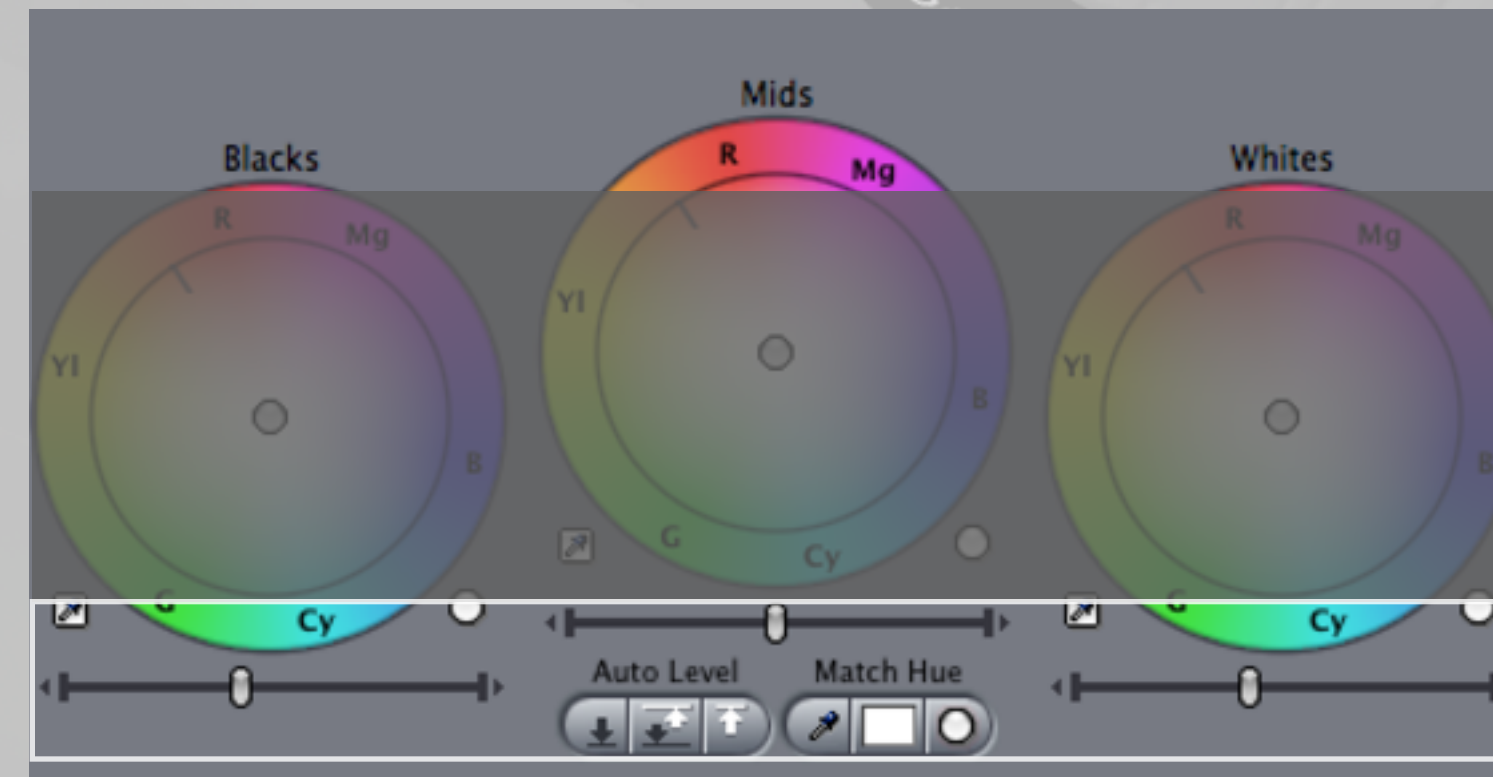 Mids
Blacks
Whites
R
Mg
R
Mg
R
Mg
Yl
Yl
Yl
B
B
B
G
Cy
G
Cy
G
Cy
Auto Level
Match Hue